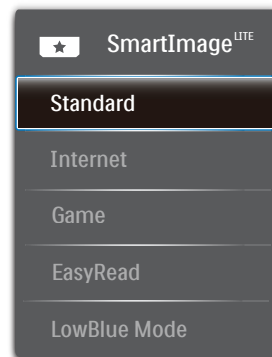 SmartImage LITE
Standard
Internet
Game
EasyRead
LowBlue Mode